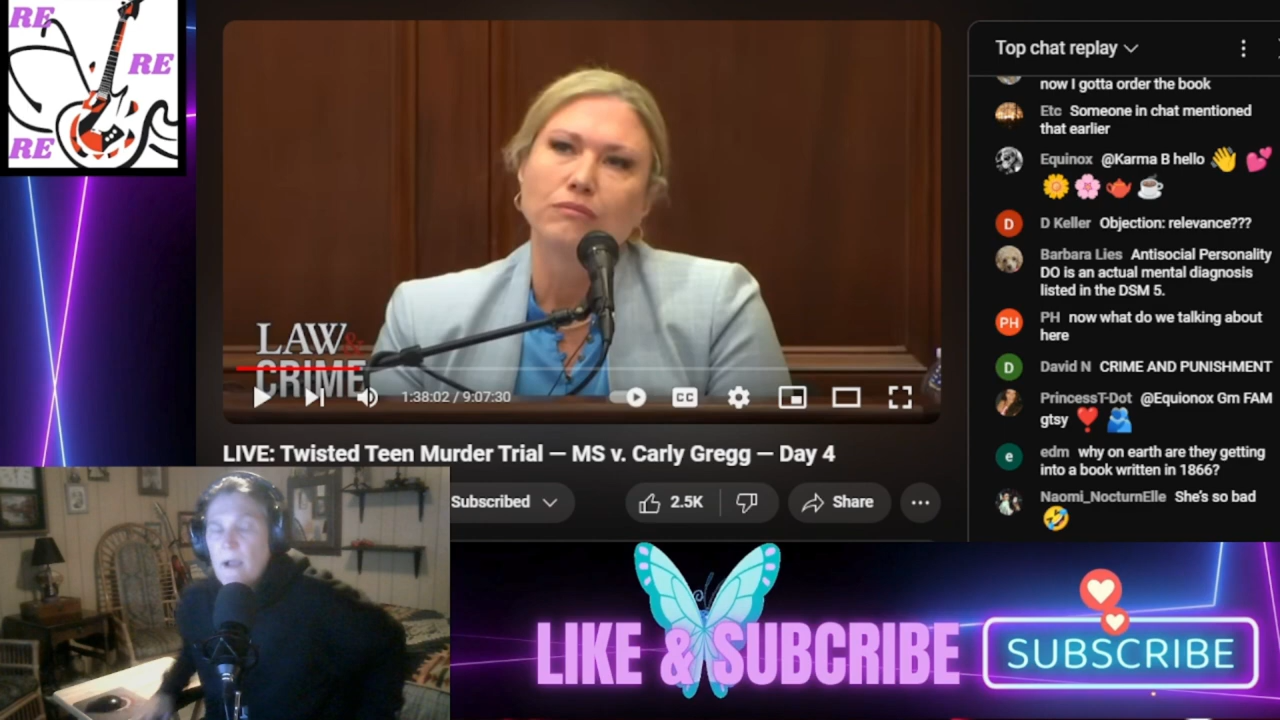 RE
RE
RE
LAW&
CRIME
1:38:02 / 9:07:30
CC
LIVE: Twisted Teen Murder Trial — MS v. Carly Gregg — Day 4
Subscribed
2.5K
Share
Top chat replay
now I gotta order the book
Etc Someone in chat mentioned
that earlier
Equinox @Karma B hello 👋 💕
🌼🌸🫖☕
D
D Keller Objection: relevance???
Barbara Lies Antisocial Personality
DO is an actual mental diagnosis
listed in the DSM 5.
PH
PH now what do we talking about
here
D
David N CRIME AND PUNISHMENT
PrincessT-Dot @Equionox Gm FAM
gtsy ❣️ 🫂
e
edm why on earth are they getting
into a book written in 1866?
Naomi_NocturnElle She's so bad
🤣
LIKE & SUBCRIBE
SUBSCRIBE